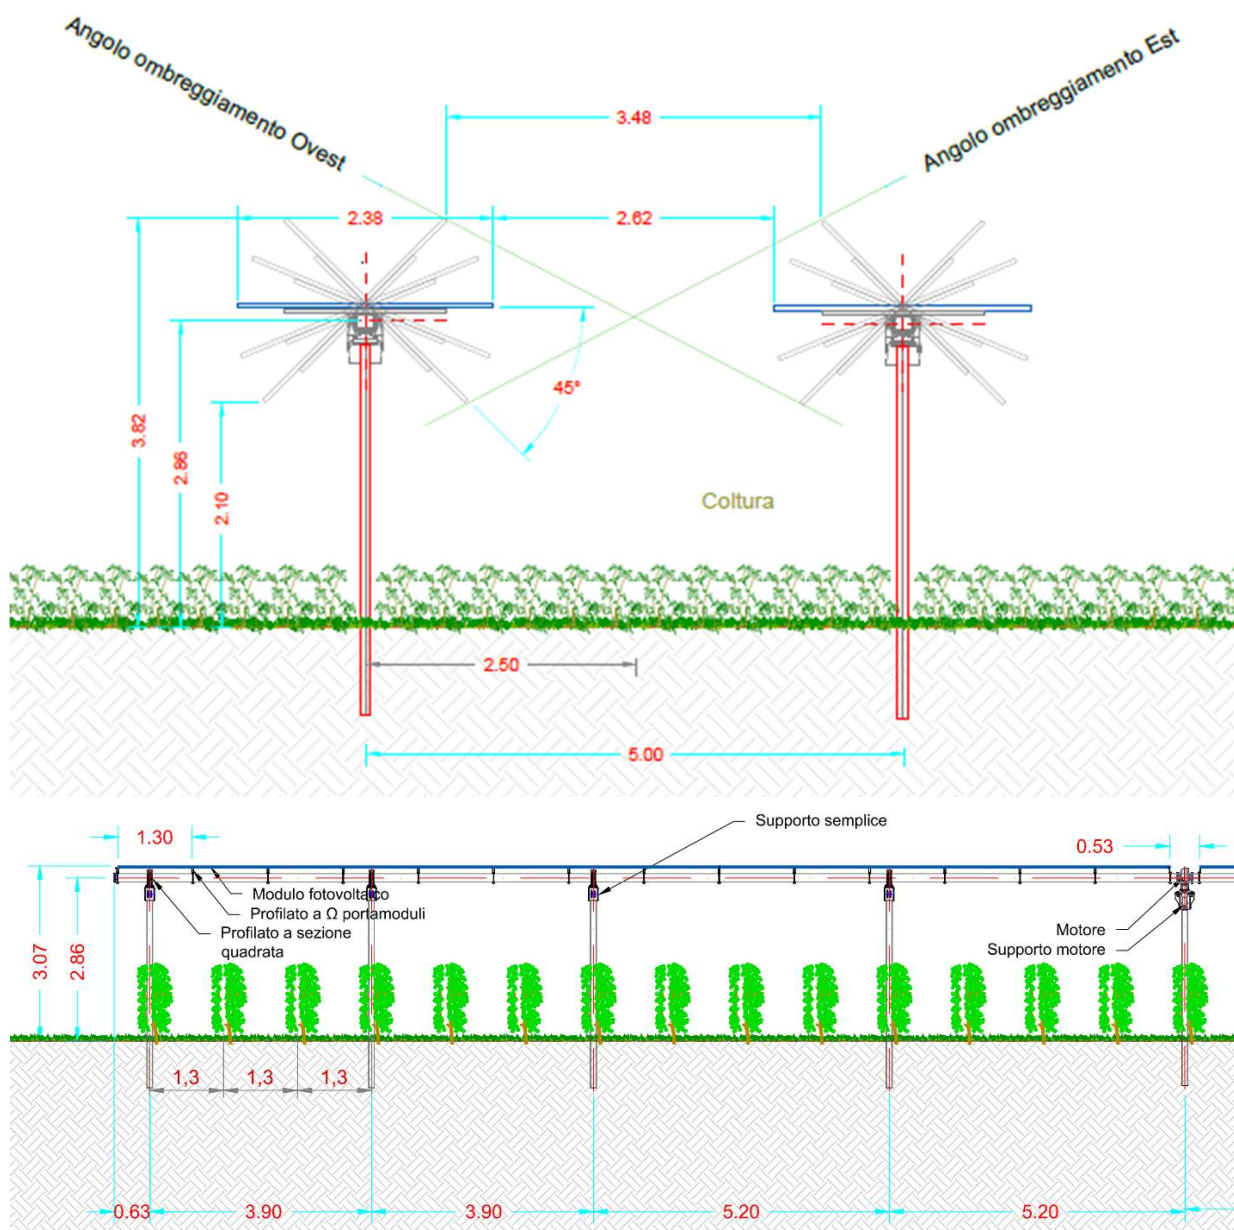 Angolo ombreggiamento Ovest
Angolo ombreggiamento Est
3.48
2.38
2.62
45°
3.82
2.86
2.10
Coltura
2.50
5.00
1.30
Supporto semplice
0.53
Modulo fotovoltaico
Profilato a Ω portamoduli
Profilato a sezione
quadrata
Motore
Supporto motore
3.07
2.86
1,3
1,3
1,3
0.63
3.90
3.90
5.20
5.20